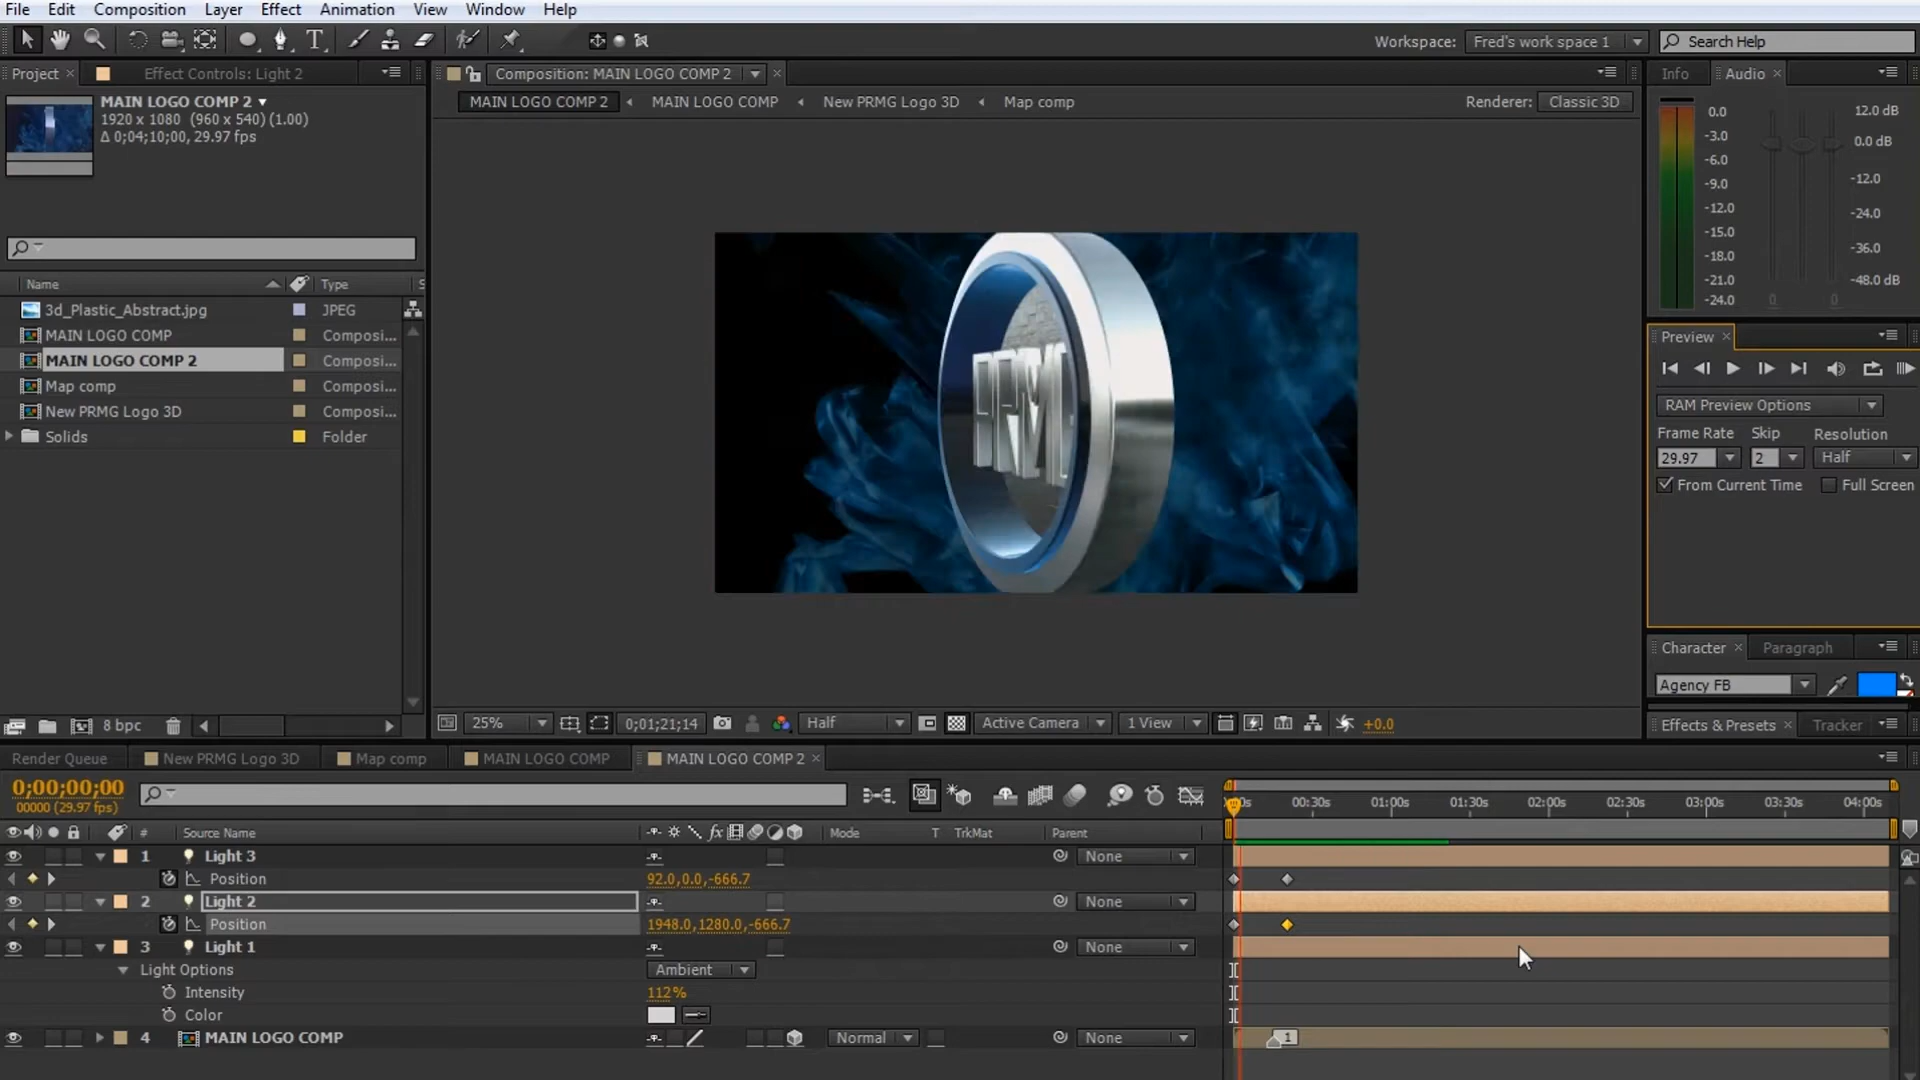 File Edit Composition Layer Effect Animation View Window Help
Workspace: Fred's work space 1 Search Help
Project Effect Controls: Light 2 Composition: MAIN LOGO COMP 2 Info Audio
MAIN LOGO COMP 2 MAIN LOGO COMP New PRMG Logo 3D Map comp Renderer: Classic 3D
MAIN LOGO COMP 2
1920 x 1080 (960 x 540) (1.00)
Δ 0;04;10;00, 29.97 fps
0.0 12.0 dB
-3.0 0.0 dB
-6.0
-9.0 -12.0
-12.0 -24.0
-15.0
-18.0 -36.0
-21.0 -48.0 dB
-24.0 0 0
Name Type S
3d_Plastic_Abstract.jpg JPEG
MAIN LOGO COMP Composi...
MAIN LOGO COMP 2 Composi...
Map comp Composi...
New PRMG Logo 3D Composi...
Solids Folder
PRMG
Preview
RAM Preview Options
Frame Rate Skip Resolution
29.97 2 Half
From Current Time Full Screen
Character Paragraph
Agency FB
8 bpc 25% 0;01;21;14 Half Active Camera 1 View +0.0
Effects & Presets Tracker
Render Queue New PRMG Logo 3D Map comp MAIN LOGO COMP MAIN LOGO COMP 2
0;00;00;00
00000 (29.97 fps)
00s 00:30s 01:00s 01:30s 02:00s 02:30s 03:00s 03:30s 04:00s
# Source Name fx Mode T TrkMat Parent
1 Light 3 None
Position 92.0,0.0,-666.7
2 Light 2 None
Position 1948.0,1280.0,-666.7
3 Light 1 None
Light Options Ambient
Intensity 112%
Color
4 MAIN LOGO COMP Normal None 1